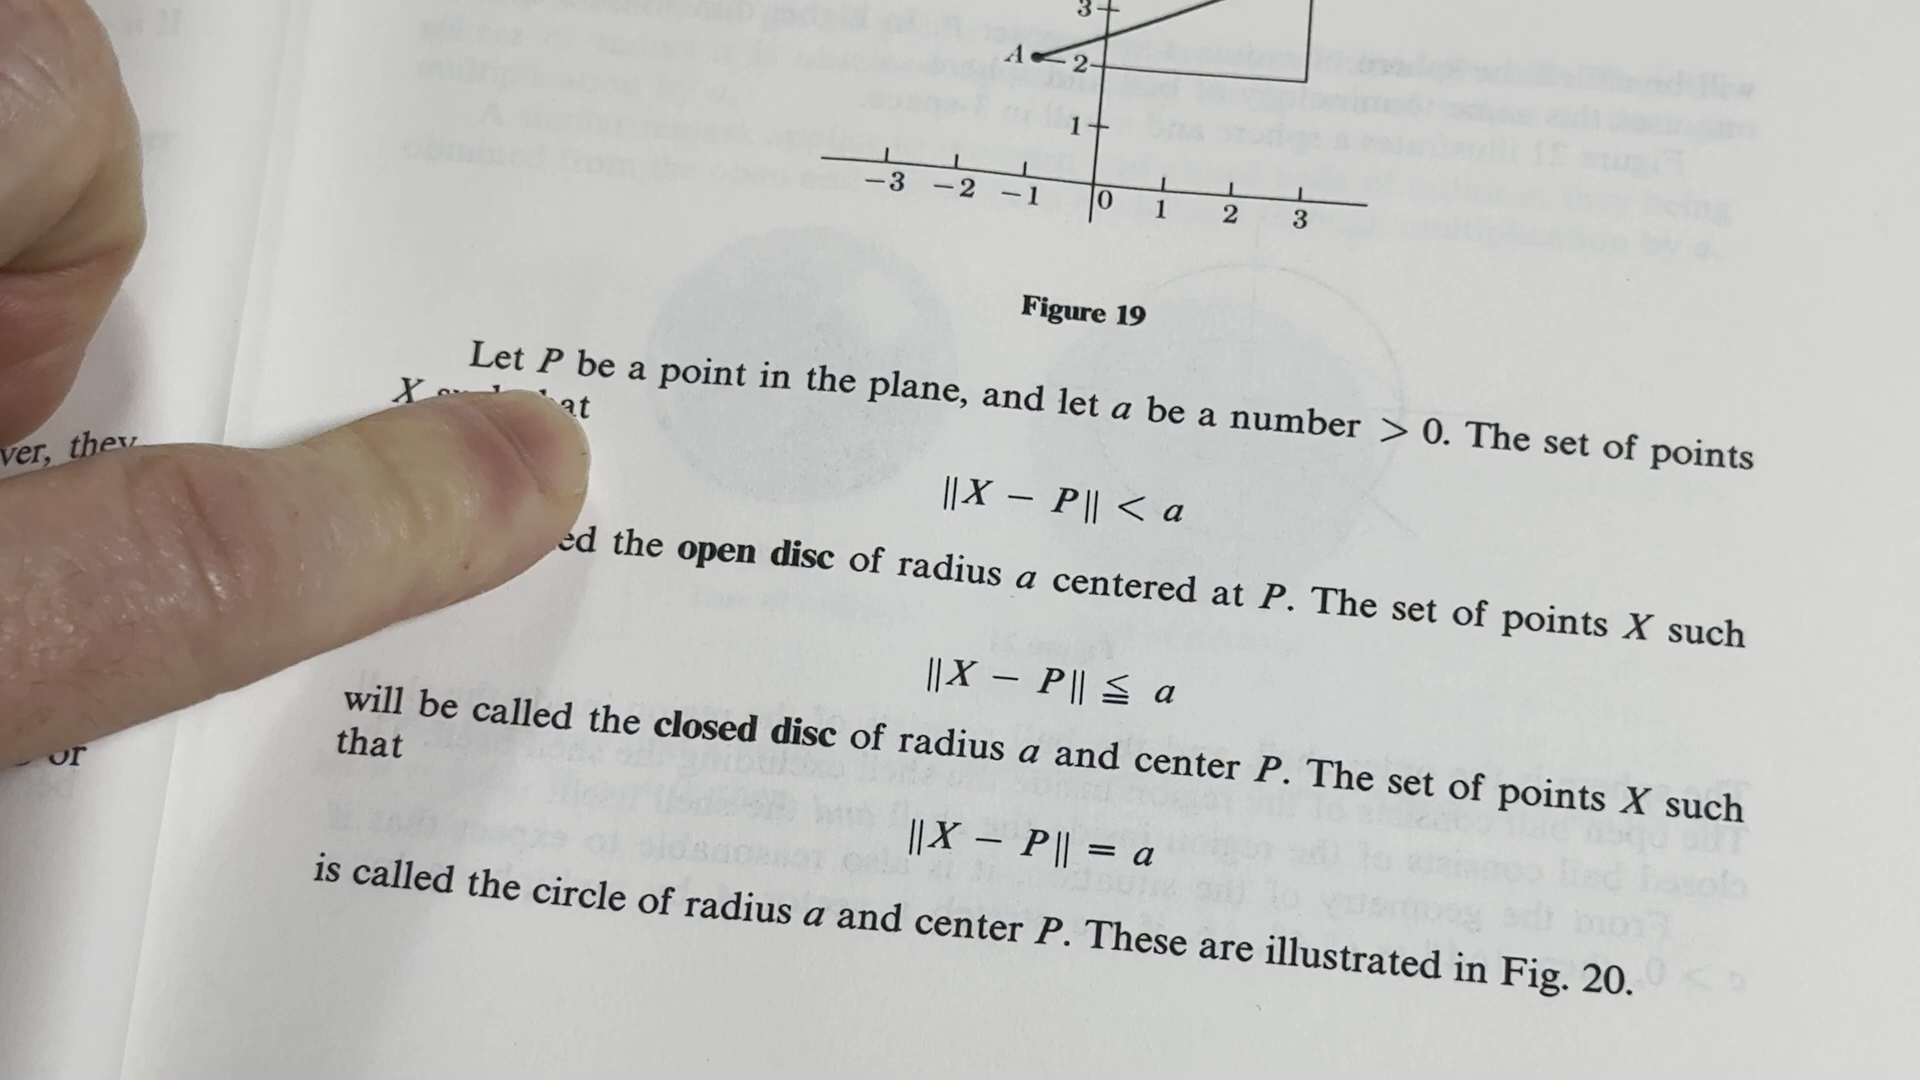 3
A
2
1
−3 −2 −1 0 1 2 3
Figure 19
Let P be a point in the plane, and let a be a number > 0. The set of points
X
‖X − P‖ < a
the open disc of radius a centered at P. The set of points X such
‖X − P‖ ≦ a
will be called the closed disc of radius a and center P. The set of points X such
that
‖X − P‖ = a
is called the circle of radius a and center P. These are illustrated in Fig. 20.
they
or